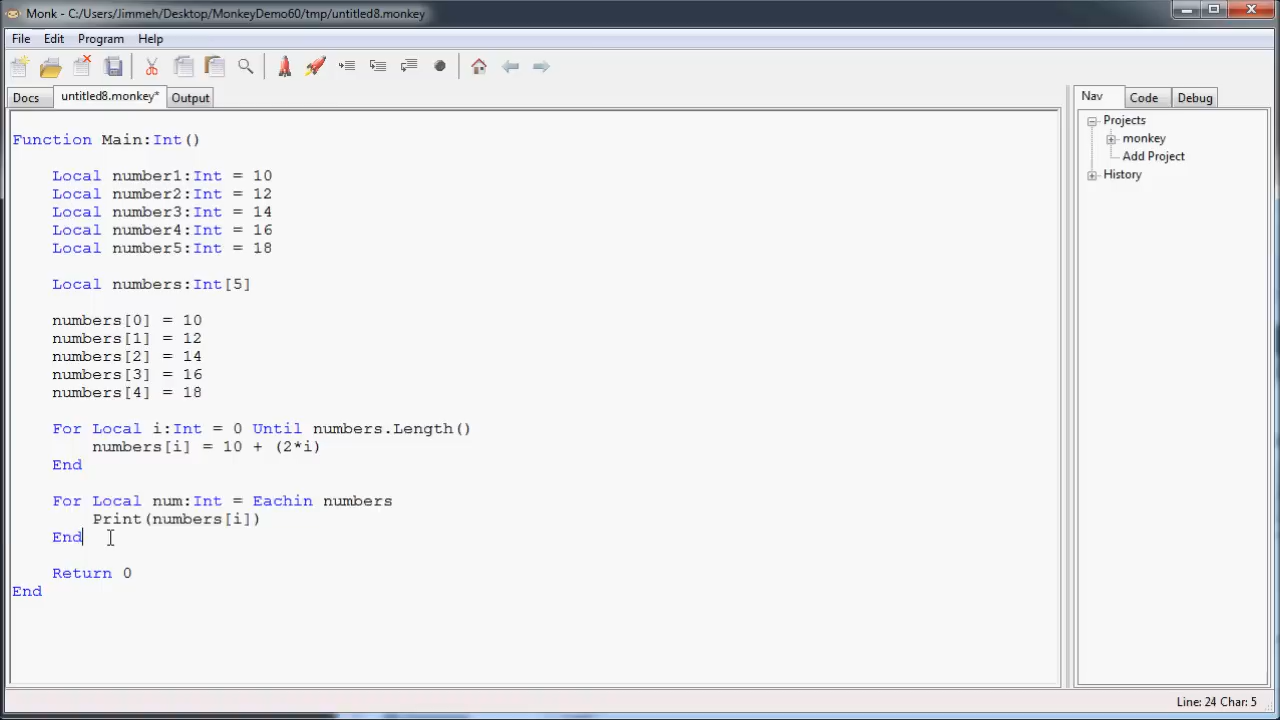 Monk - C:/Users/Jimmeh/Desktop/MonkeyDemo60/tmp/untitled8.monkey
File Edit Program Help
Docs untitled8.monkey* Output
Nav Code Debug
Projects
monkey
Add Project
History
Function Main:Int()
Local number1:Int = 10
Local number2:Int = 12
Local number3:Int = 14
Local number4:Int = 16
Local number5:Int = 18
Local numbers:Int[5]
numbers[0] = 10
numbers[1] = 12
numbers[2] = 14
numbers[3] = 16
numbers[4] = 18
For Local i:Int = 0 Until numbers.Length()
numbers[i] = 10 + (2*i)
End
For Local num:Int = Eachin numbers
Print(numbers[i])
End
Return 0
End
Line: 24 Char: 5